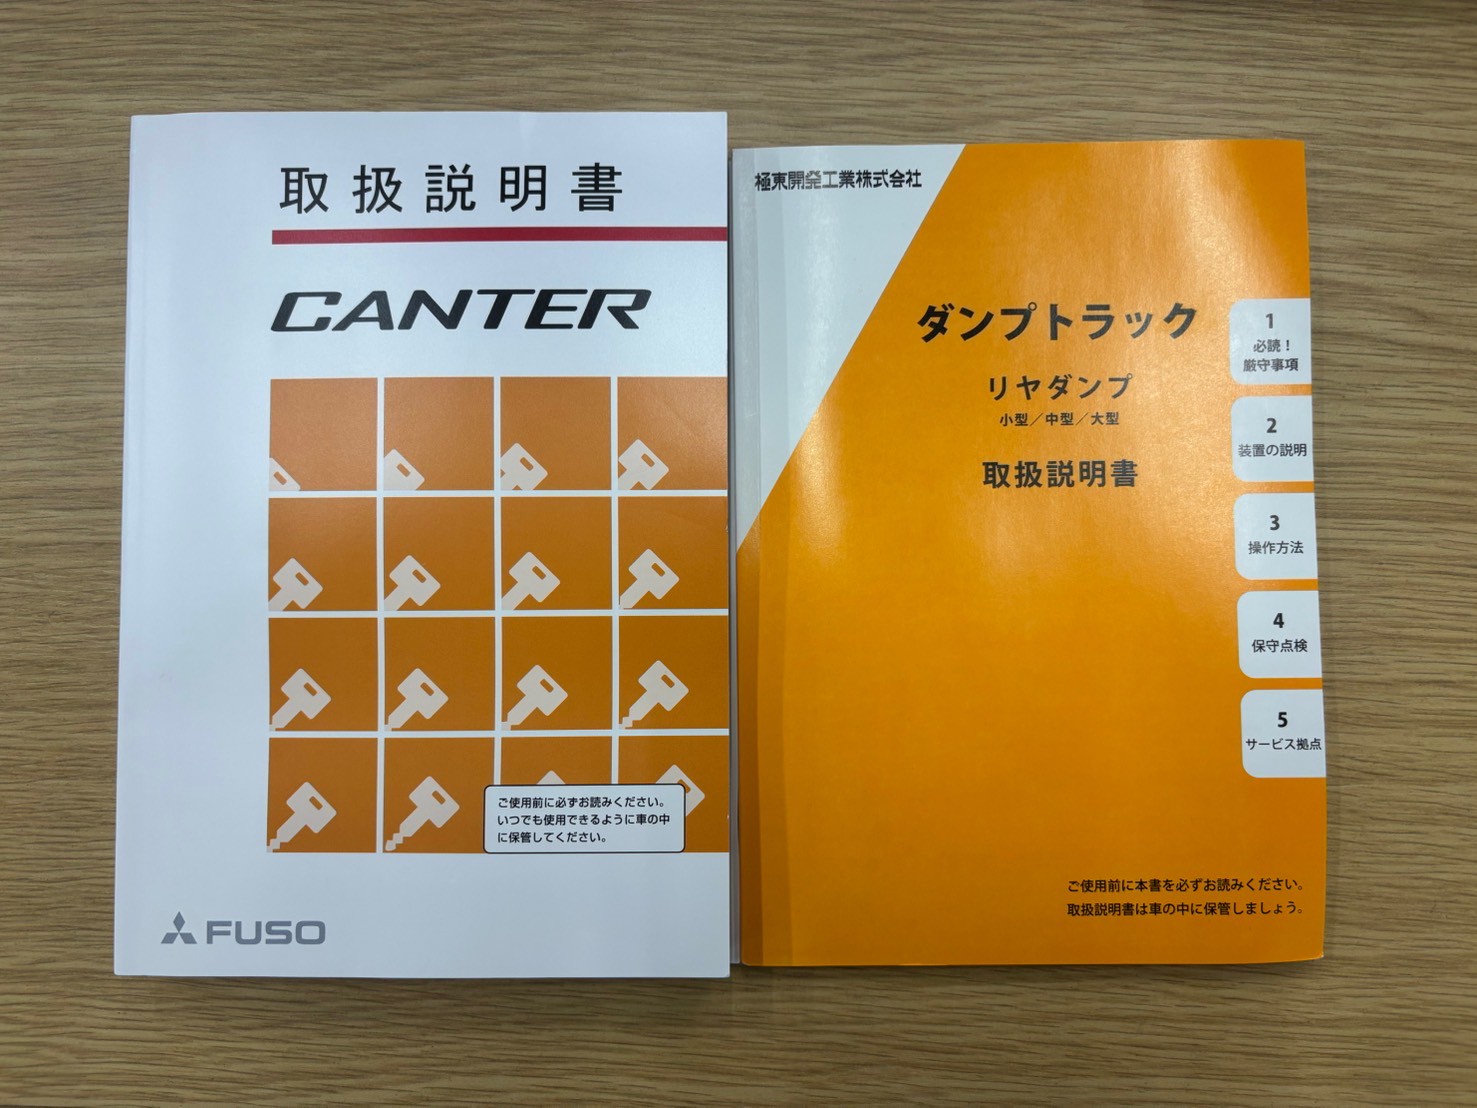 取扱説明書
CANTER
ご使用前に必ずお読みください。
いつでも使用できるように車の中
に保管してください。
FUSO
極東開発工業株式会社
ダンプトラック
リヤダンプ
小型／中型／大型
取扱説明書
1
必読！
厳守事項
2
装置の説明
3
操作方法
4
保守点検
5
サービス拠点
ご使用前に本書を必ずお読みください。
取扱説明書は車の中に保管しましょう。